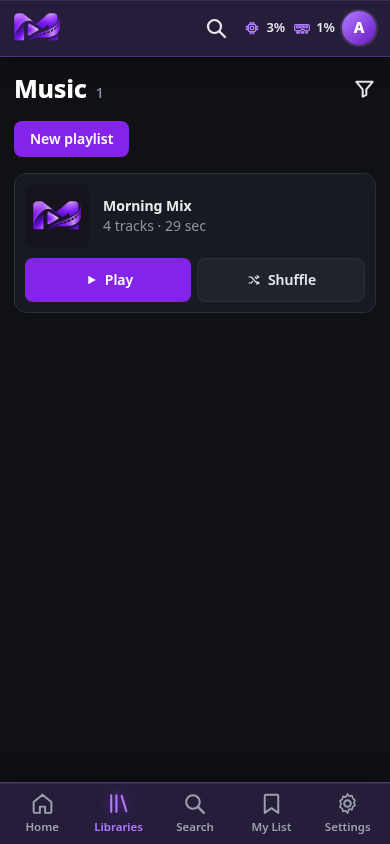 3% 1% A
Music 1
New playlist
Morning Mix
4 tracks · 29 sec
Play Shuffle
Home Libraries Search My List Settings